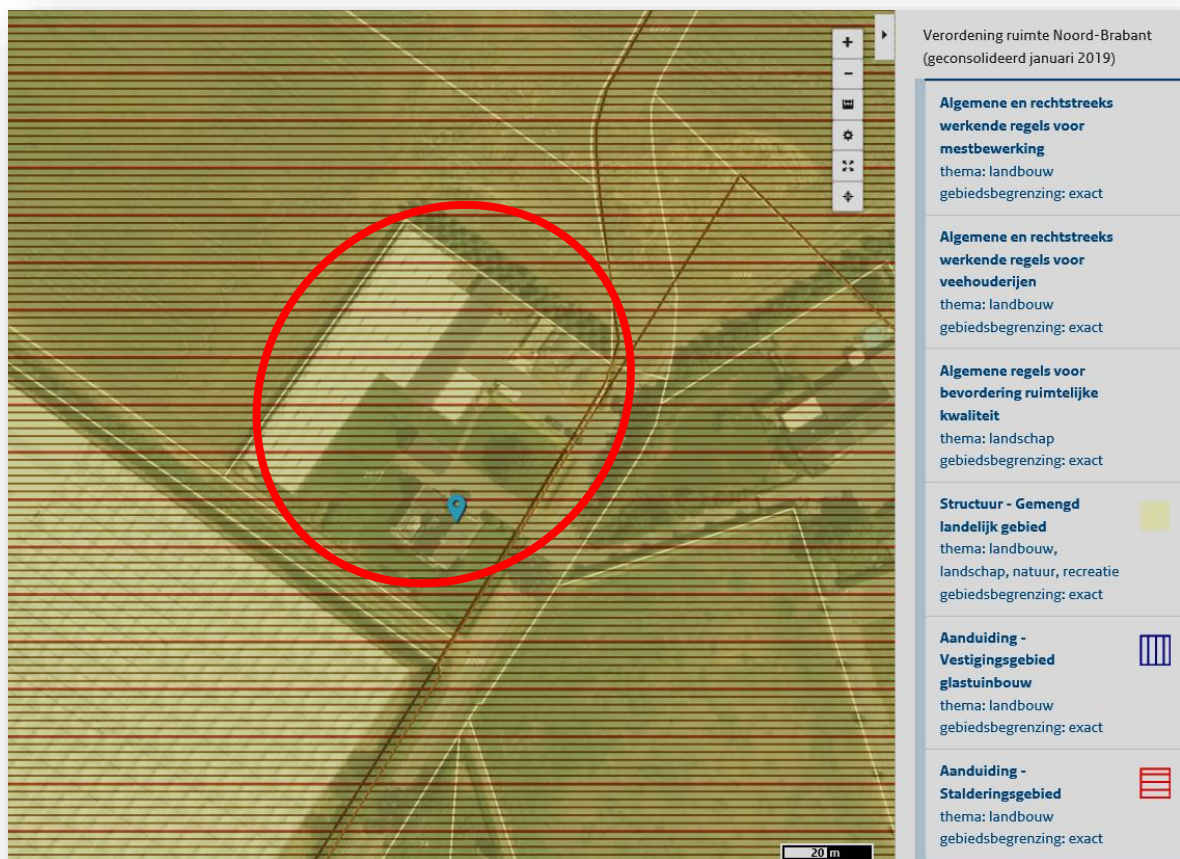 Verordening ruimte Noord-Brabant
(geconsolideerd januari 2019)
Algemene en rechtstreeks
werkende regels voor
mestbewerking
thema: landbouw
gebiedsbegrenzing: exact
Algemene en rechtstreeks
werkende regels voor
veehouderijen
thema: landbouw
gebiedsbegrenzing: exact
Algemene regels voor
bevordering ruimtelijke
kwaliteit
thema: landschap
gebiedsbegrenzing: exact
Structuur - Gemengd
landelijk gebied
thema: landbouw,
landschap, natuur, recreatie
gebiedsbegrenzing: exact
Aanduiding -
Vestigingsgebied
glastuinbouw
thema: landbouw
gebiedsbegrenzing: exact
Aanduiding -
Stalderingsgebied
thema: landbouw
gebiedsbegrenzing: exact
20 m